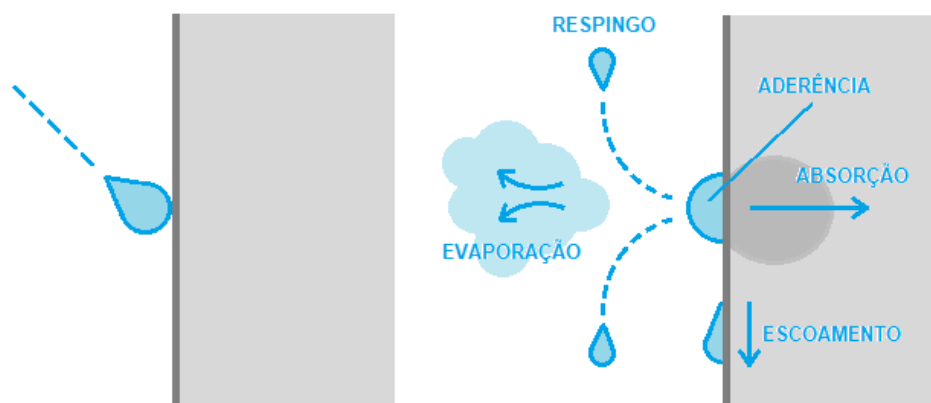 RESPINGO
ADERÊNCIA
ABSORÇÃO
EVAPORAÇÃO
ESCOAMENTO